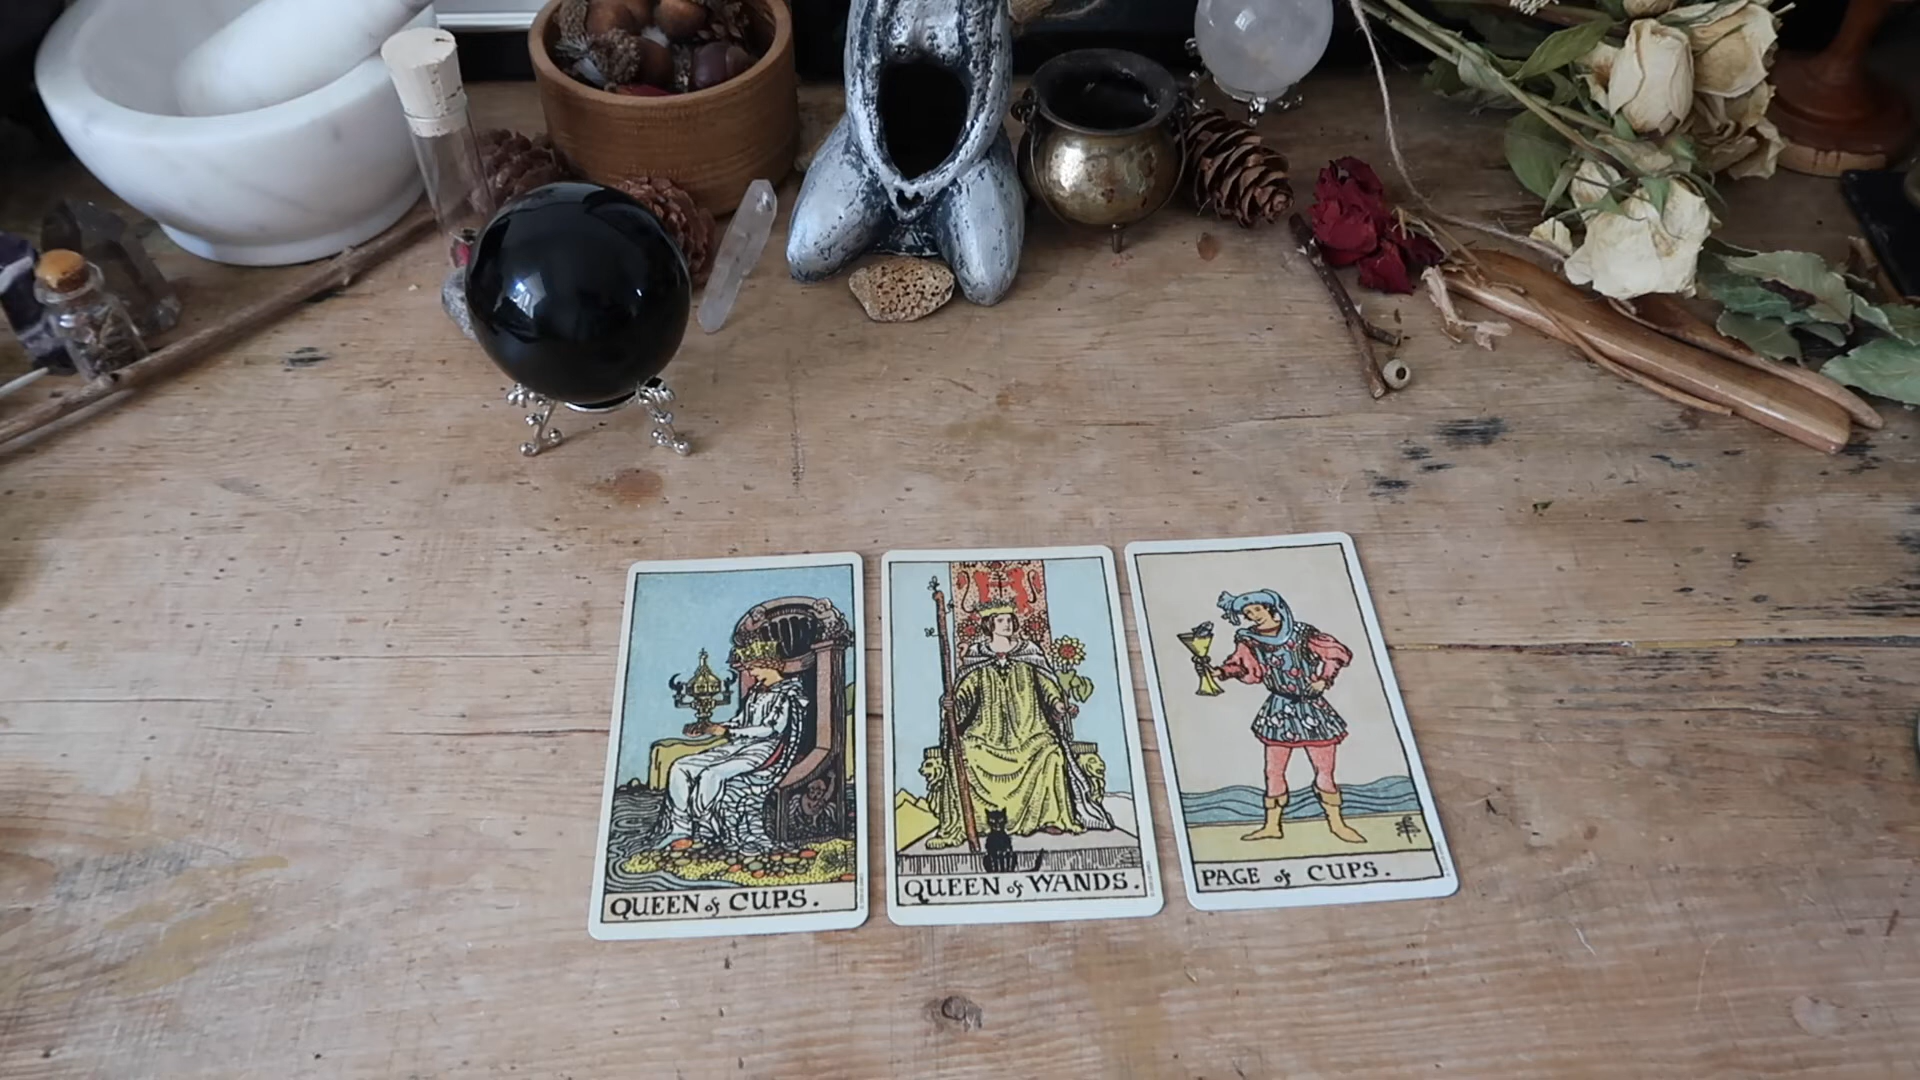 QUEEN of CUPS.
QUEEN of WANDS.
PAGE of CUPS.